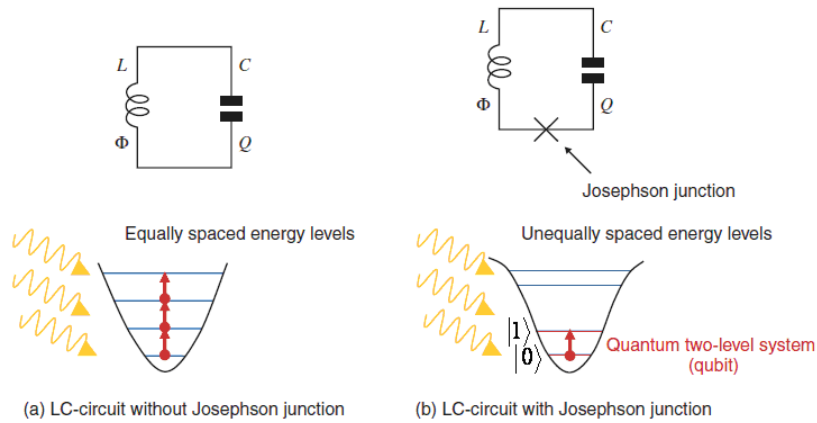 L
C
Φ
Q
L
C
Φ
Q
Josephson junction
Equally spaced energy levels
Unequally spaced energy levels
|1⟩
|0⟩
Quantum two-level system
(qubit)
(a) LC-circuit without Josephson junction
(b) LC-circuit with Josephson junction